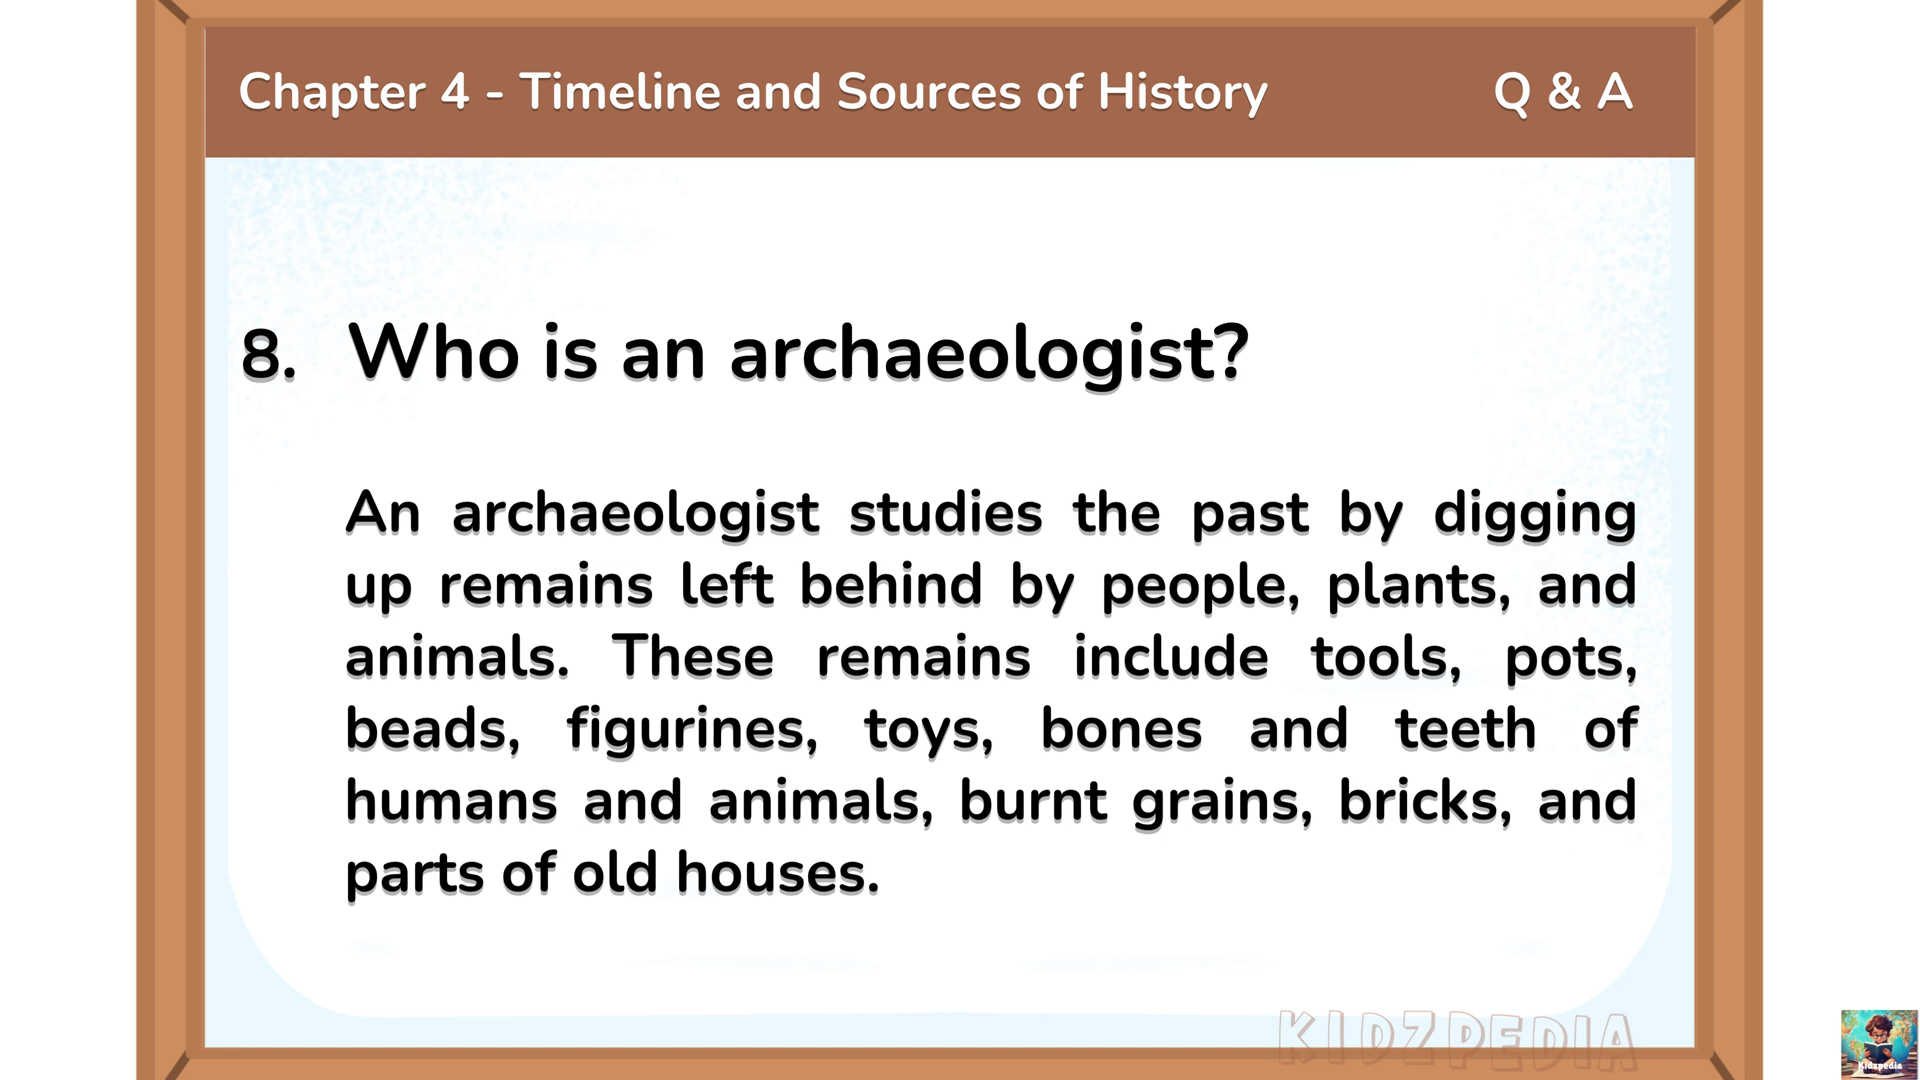 Chapter 4 - Timeline and Sources of History Q & A
8. Who is an archaeologist?
An archaeologist studies the past by digging
up remains left behind by people, plants, and
animals. These remains include tools, pots,
beads, figurines, toys, bones and teeth of
humans and animals, burnt grains, bricks, and
parts of old houses.
KIDZPEDIA
Kidzpedia